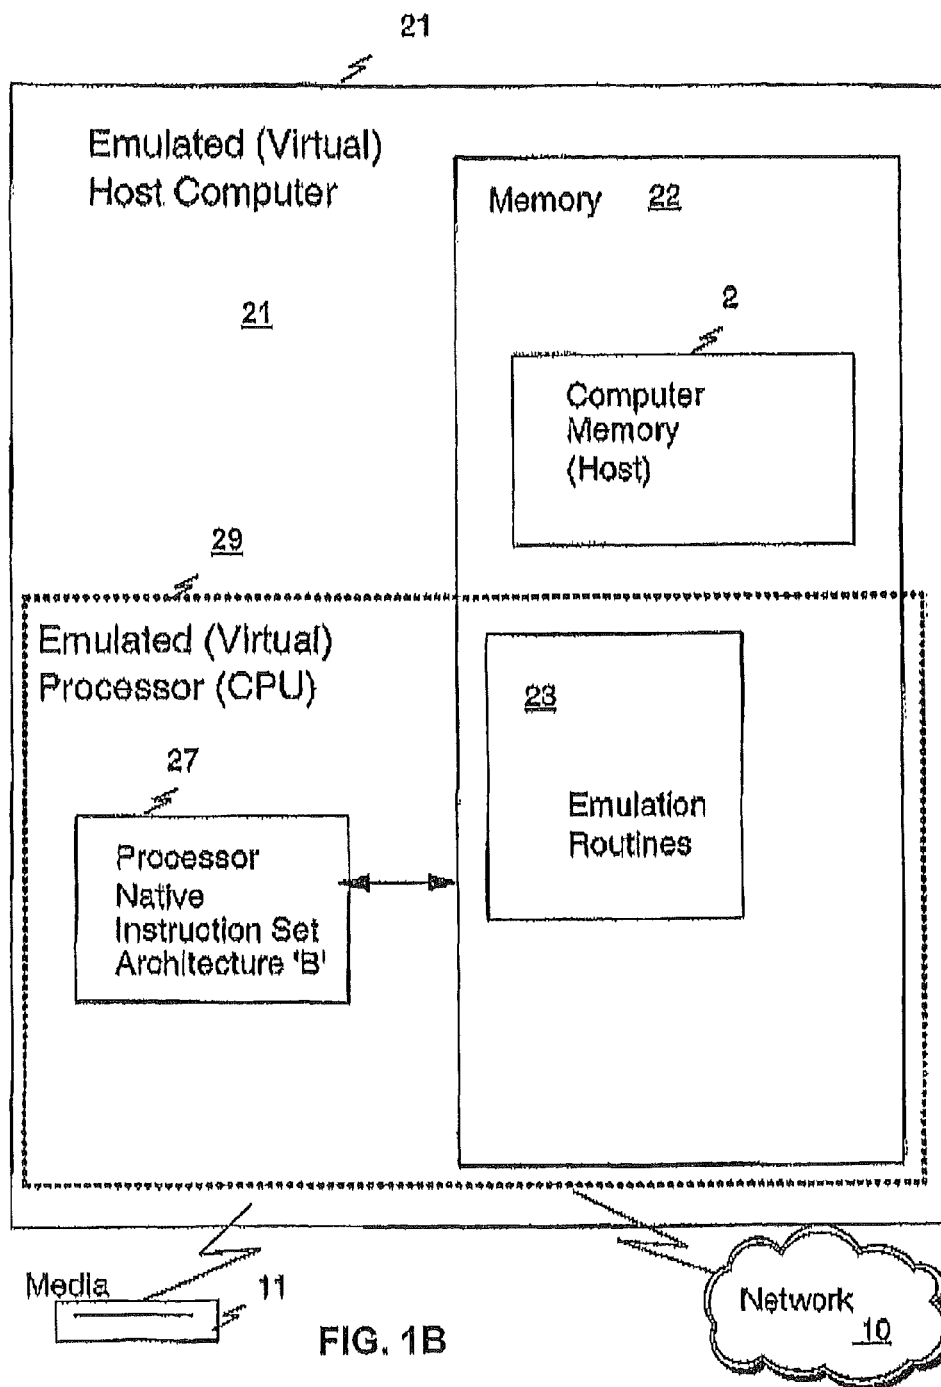 21
Emulated (Virtual)
Host Computer
21
Memory 22
2
Computer
Memory
(Host)
29
Emulated (Virtual)
Processor (CPU)
27
Processor
Native
Instruction Set
Architecture 'B'
23
Emulation
Routines
Media
11
Network
10
FIG. 1B